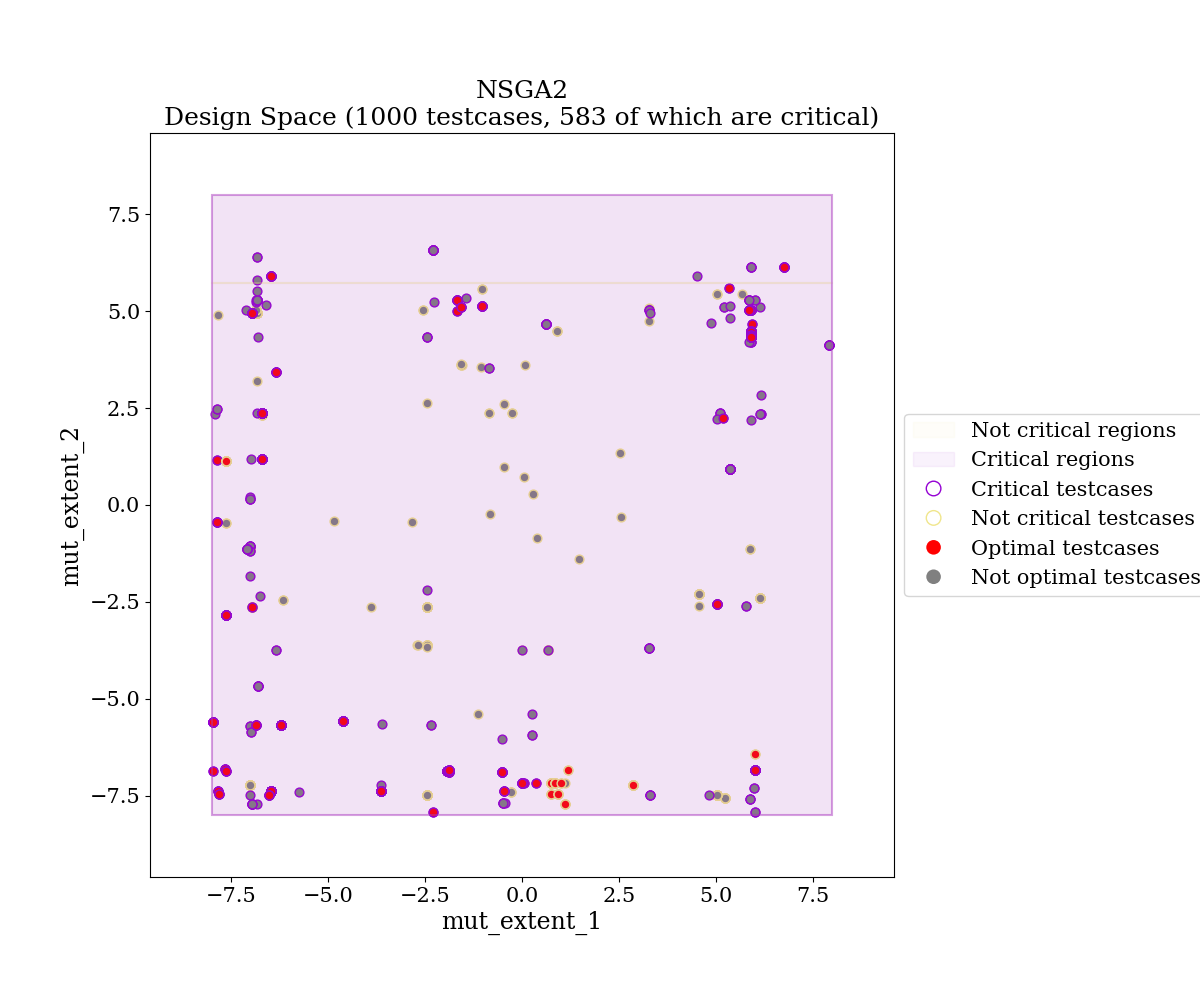 NSGA2
Design Space (1000 testcases, 583 of which are critical)
mut_extent_2
7.5
5.0
2.5
0.0
−2.5
−5.0
−7.5
−7.5
−5.0
−2.5
0.0
2.5
5.0
7.5
mut_extent_1
Not critical regions
Critical regions
Critical testcases
Not critical testcases
Optimal testcases
Not optimal testcases